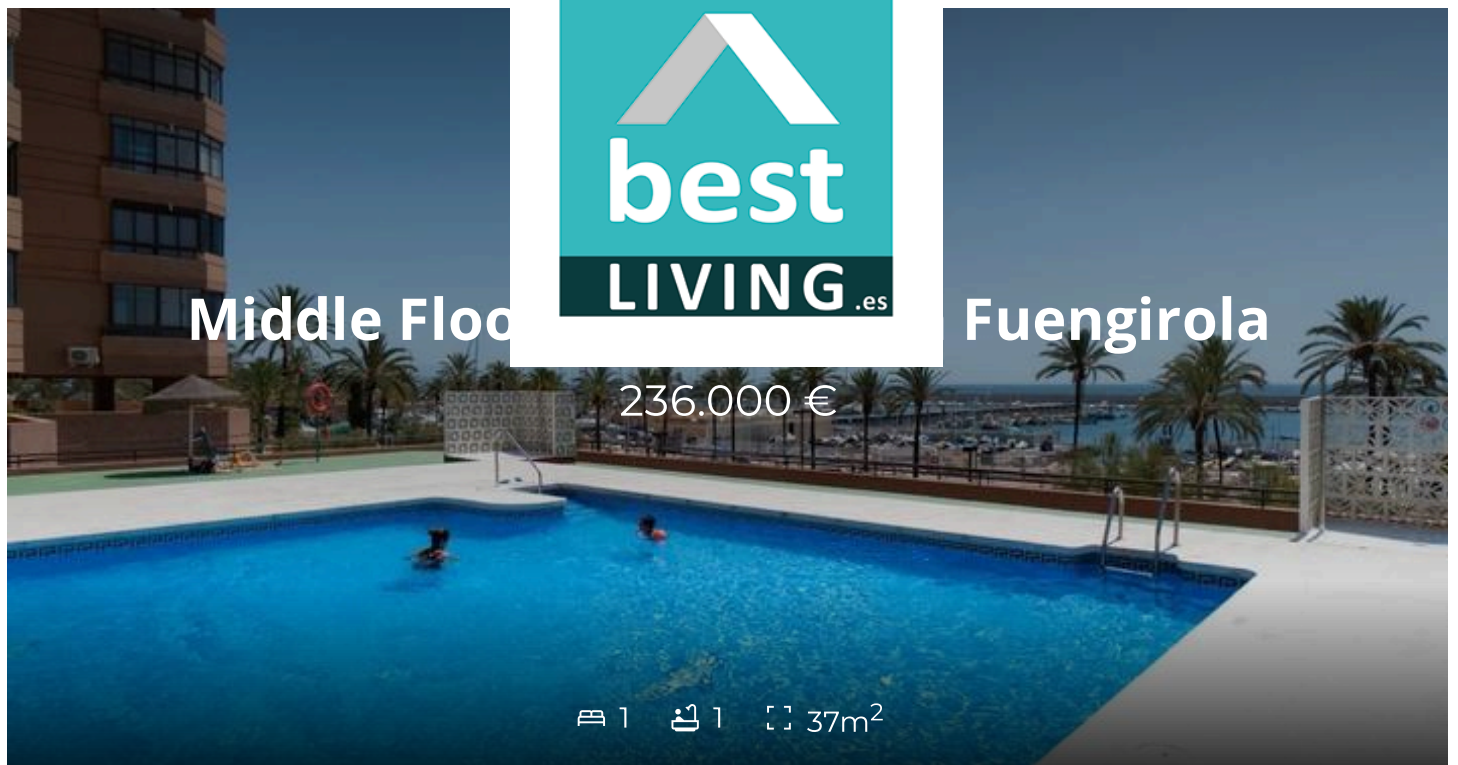 best
LIVING.es
Middle Floo Fuengirola
236.000 €
1 1 37m²